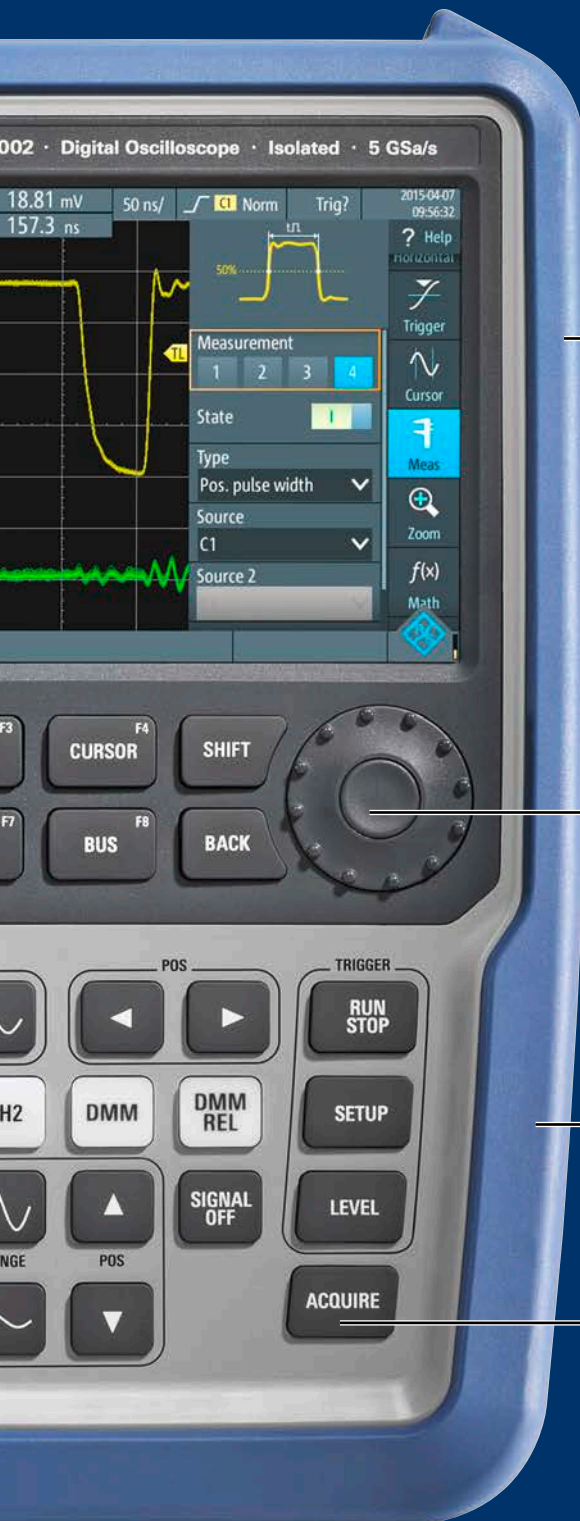 002 · Digital Oscilloscope · Isolated · 5 GSa/s
18.81 mV
50 ns/
C1 Norm
Trig?
2015-04-07
09:56:32
157.3 ns
? Help
Horizontal
50%
Trigger
TL
Measurement
1 2 3 4
Cursor
State
Meas
Type
Pos. pulse width
Source
C1
Zoom
Source 2
f(x)
Math
F3
CURSOR F4
SHIFT
F7
BUS F8
BACK
POS
TRIGGER
RUN
STOP
H2
DMM
DMM
REL
SETUP
SIGNAL
OFF
LEVEL
NGE
POS
ACQUIRE